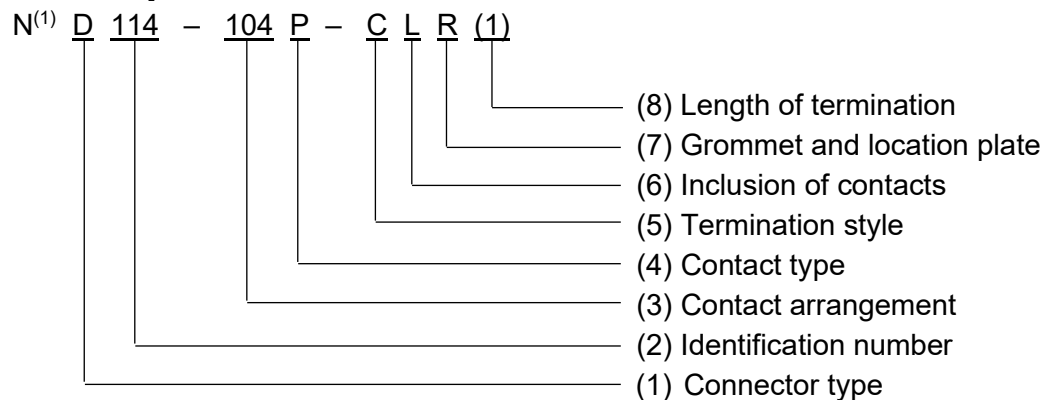 N(1) D 114 – 104 P – C L R (1)
(8) Length of termination
(7) Grommet and location plate
(6) Inclusion of contacts
(5) Termination style
(4) Contact type
(3) Contact arrangement
(2) Identification number
(1) Connector type